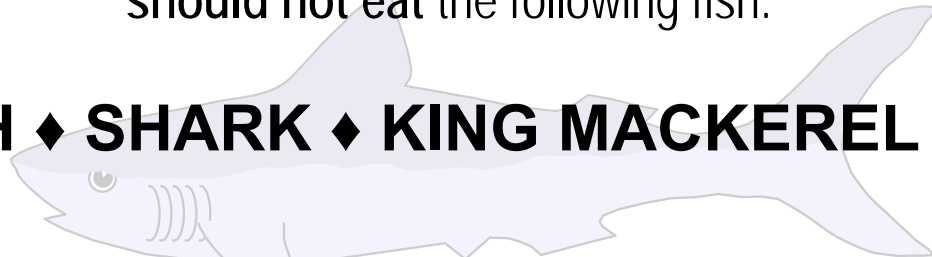 should not eat the following fish:
H ♦ SHARK ♦ KING MACKEREL